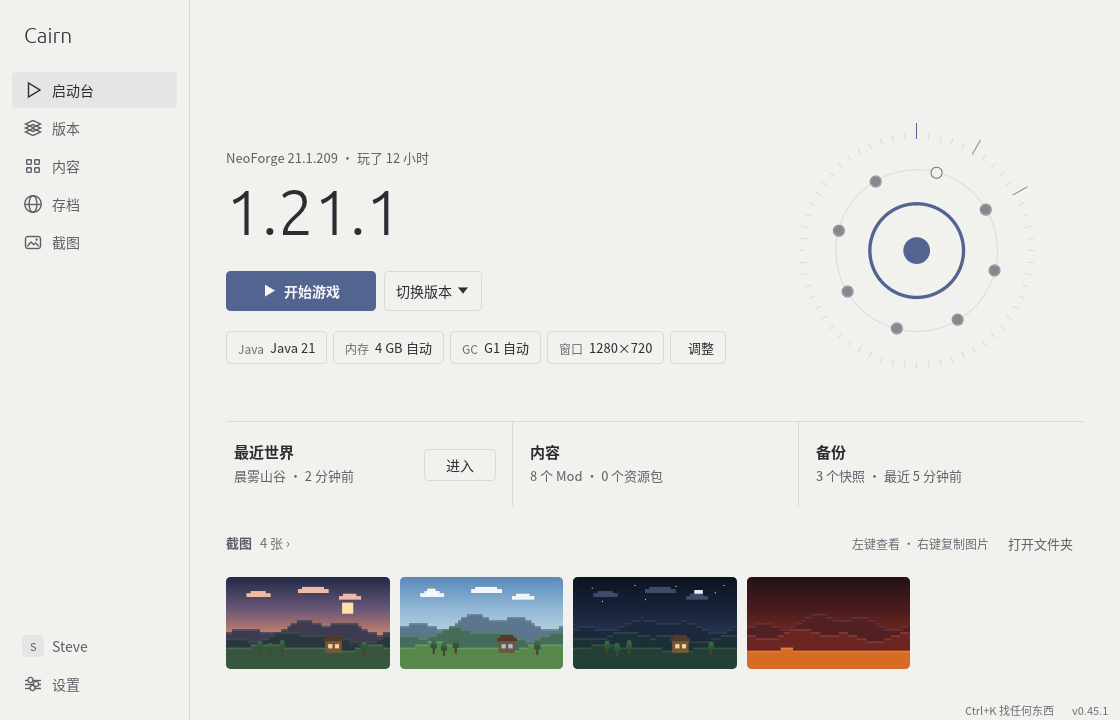 Cairn
启动台
版本
内容
存档
截图
NeoForge 21.1.209 · 玩了 12 小时
1.21.1
开始游戏
切换版本
Java Java 21
内存 4 GB 自动
GC G1 自动
窗口 1280×720
调整
最近世界
晨雾山谷 · 2 分钟前
进入
内容
8 个 Mod · 0 个资源包
备份
3 个快照 · 最近 5 分钟前
截图 4 张 ›
左键查看 · 右键复制图片
打开文件夹
S Steve
设置
Ctrl+K 找任何东西
v0.45.1